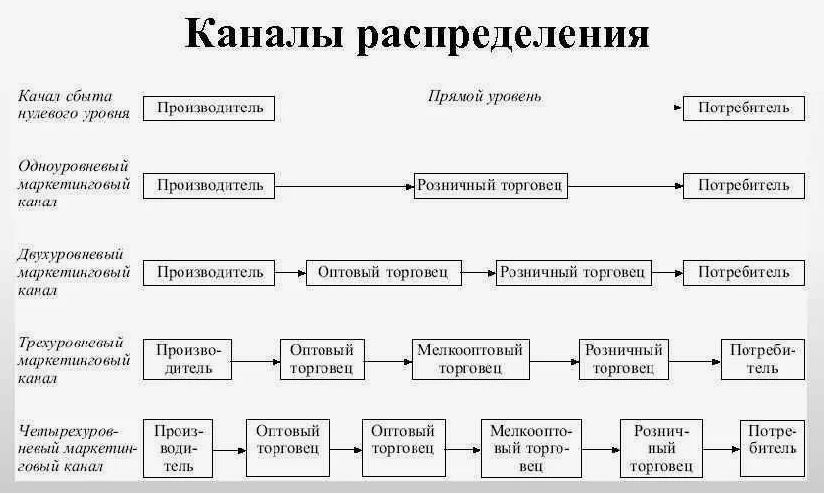 Каналы распределения
Канал сбыта
нулевого уровня
Производитель
Прямой уровень
Потребитель
Одноуровневый
маркетинговый
канал
Производитель
Розничный торговец
Потребитель
Двухуровневый
маркетинговый
канал
Производитель
Оптовый торговец
Розничный торговец
Потребитель
Трехуровневый
маркетинговый
канал
Произво-
дитель
Оптовый
торговец
Мелкооптовый
торговец
Розничный
торговец
Потреби-
тель
Четырехуров-
невый маркетин-
говый канал
Произ-
води-
тель
Оптовый
торговец
Оптовый
торговец
Мелкоопто-
вый торго-
вец
Рознич-
ный
торговец
Потре-
битель